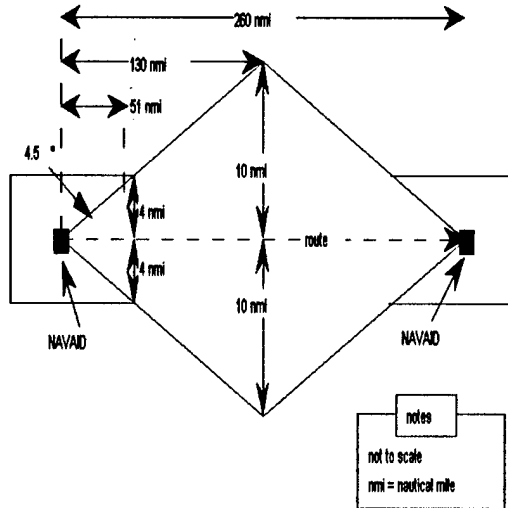 260 nmi
130 nmi
51 nmi
4.5 °
10 nmi
4 nmi
route
4 nmi
10 nmi
NAVAID
NAVAID
notes
not to scale
nmi = nautical mile